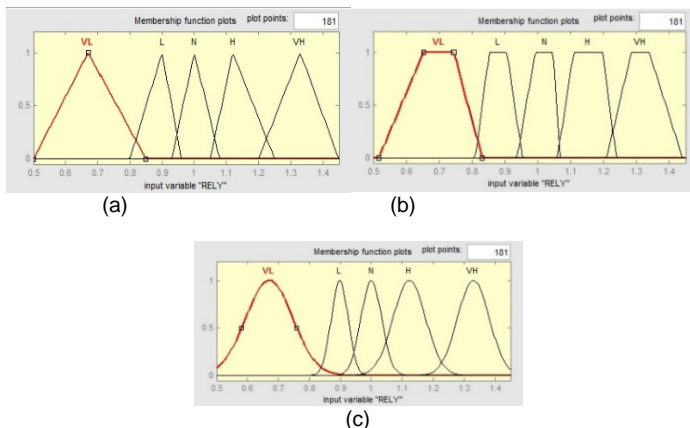 Membership function plots plot points: 181
VL L N H VH
1
0.5
0
0.5 0.6 0.7 0.8 0.9 1 1.1 1.2 1.3 1.4
input variable "RELY"
(a)
Membership function plots plot points: 181
VL L N H VH
1
0.5
0
0.5 0.6 0.7 0.8 0.9 1 1.1 1.2 1.3 1.4
input variable "RELY"
(b)
Membership function plots plot points: 181
VL L N H VH
1
0.5
0
0.5 0.6 0.7 0.8 0.9 1 1.1 1.2 1.3 1.4
input variable "RELY"
(c)